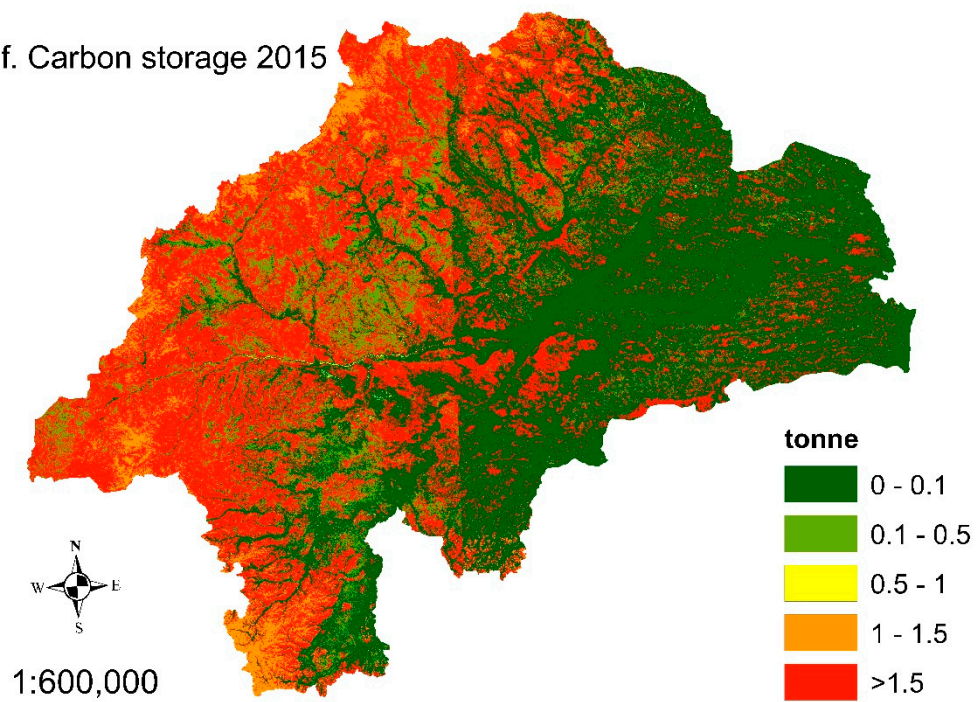 f. Carbon storage 2015
tonne
0 - 0.1
0.1 - 0.5
0.5 - 1
1 - 1.5
>1.5
N
W E
S
1:600,000